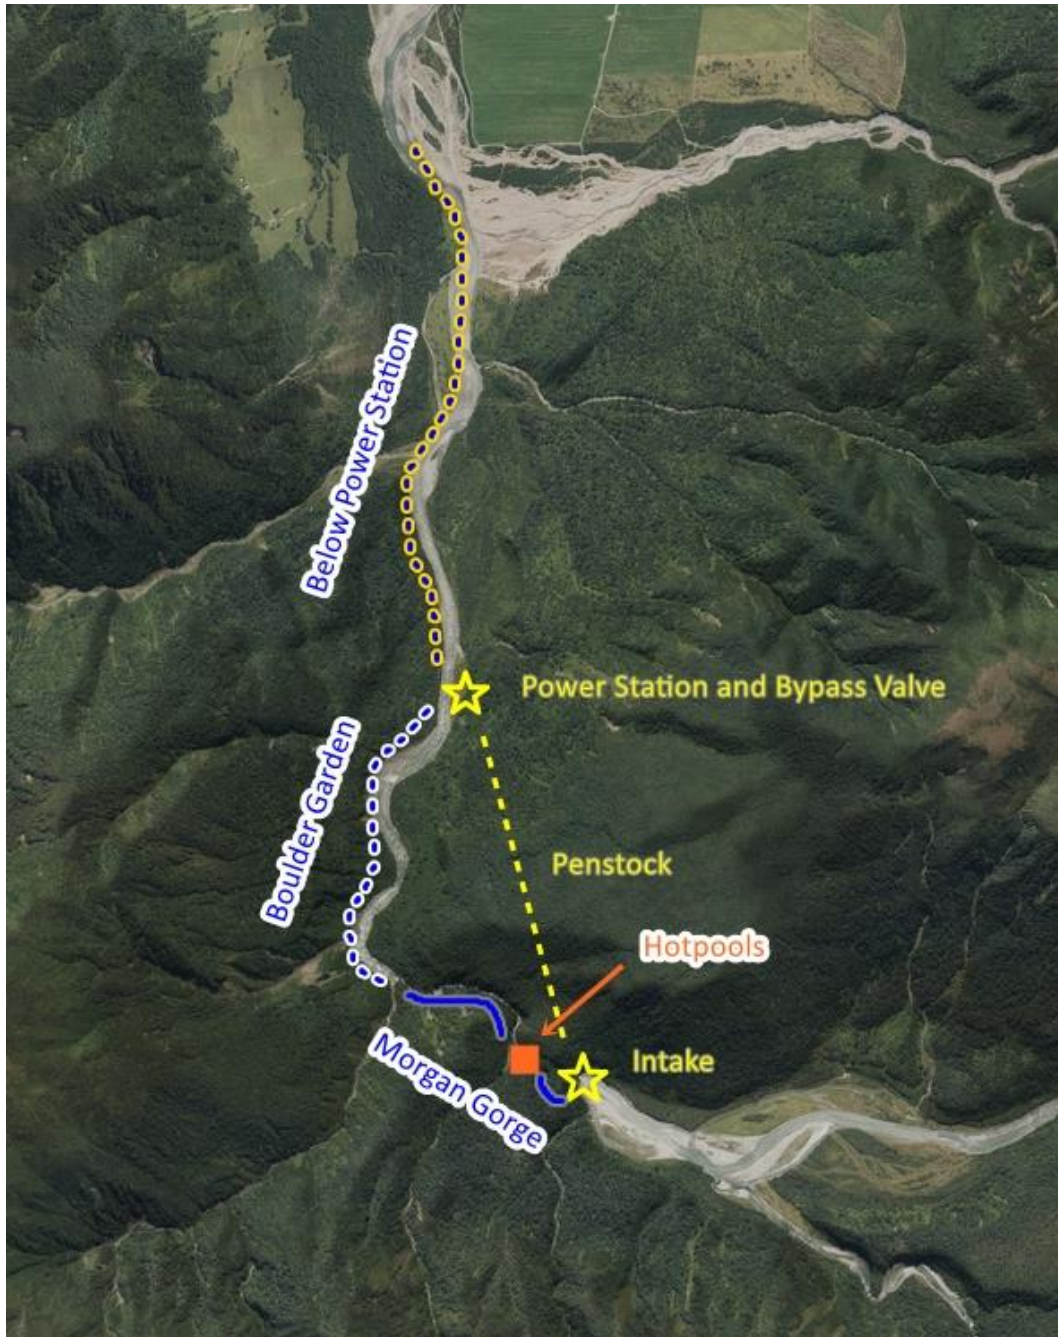 Below Power Station
Power Station and Bypass Valve
Boulder Garden
Penstock
Hotpools
Intake
Morgan Gorge